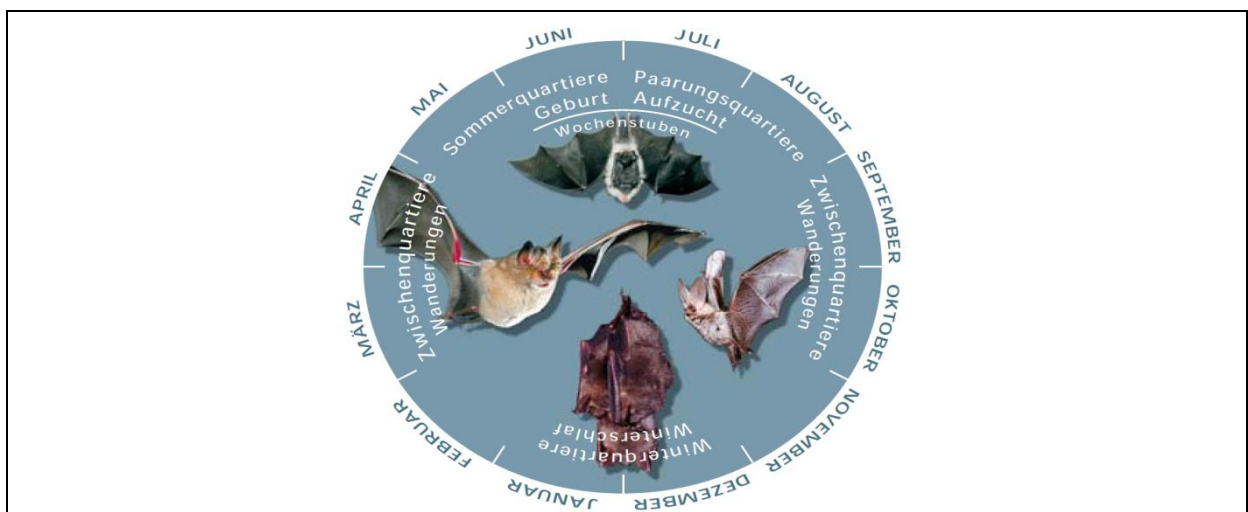 JUNI
JULI
AUGUST
SEPTEMBER
OKTOBER
NOVEMBER
DEZEMBER
JANUAR
FEBRUAR
MÄRZ
APRIL
MAI
Sommerquartiere
Geburt
Paarungsquartiere
Aufzucht
Wochenstuben
Zwischenquartiere
Wanderungen
Winterquartiere
Winterschlaf
Zwischenquartiere
Wanderungen